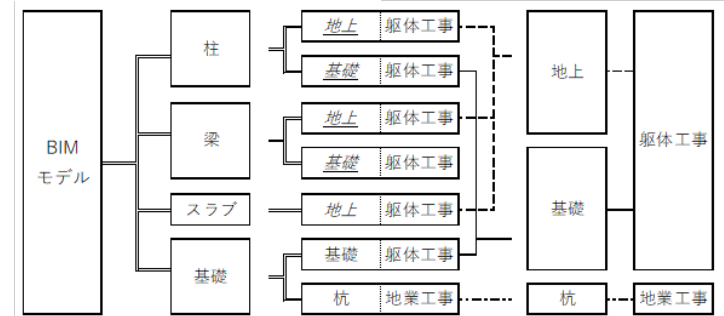 BIM
モデル
柱
梁
スラブ
基礎
地上 躯体工事
基礎 躯体工事
地上 躯体工事
基礎 躯体工事
地上 躯体工事
基礎 躯体工事
杭 地業工事
地上
基礎
杭
躯体工事
地業工事